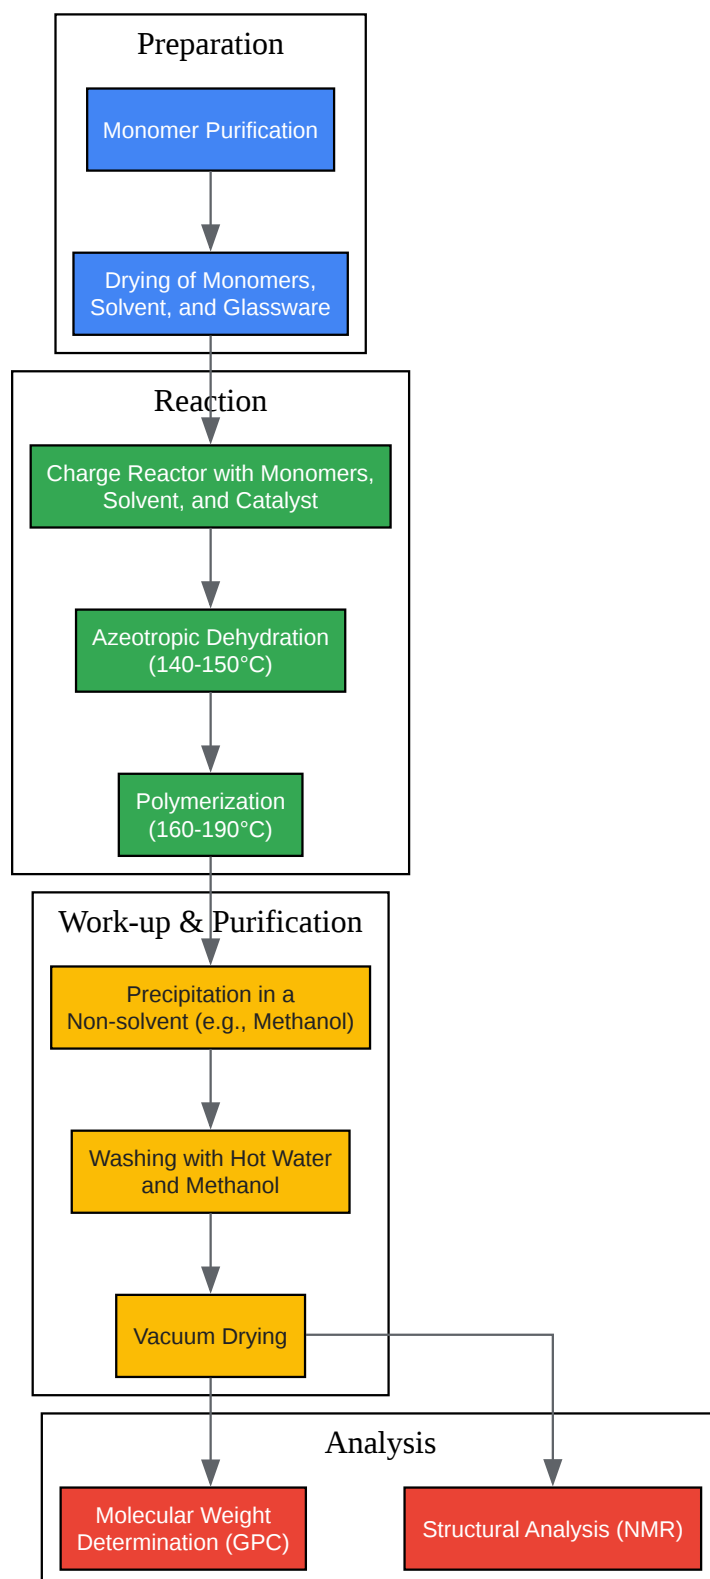 Preparation
Monomer Purification
Drying of Monomers,
Solvent, and Glassware
Reaction
Charge Reactor with Monomers,
Solvent, and Catalyst
Azeotropic Dehydration
(140-150°C)
Polymerization
(160-190°C)
Work-up & Purification
Precipitation in a
Non-solvent (e.g., Methanol)
Washing with Hot Water
and Methanol
Vacuum Drying
Analysis
Molecular Weight
Determination (GPC)
Structural Analysis (NMR)